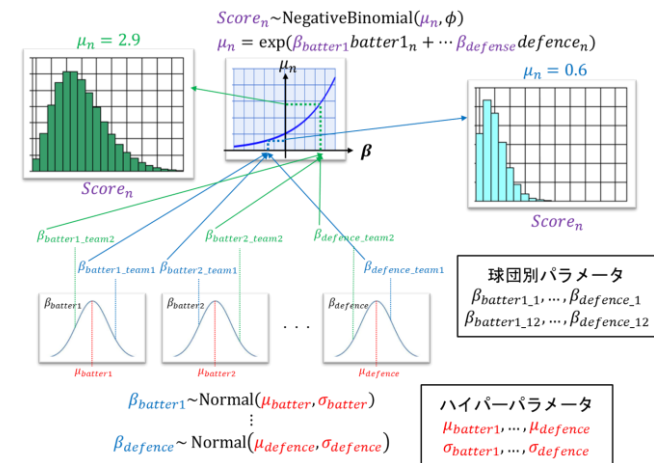 Score_n~NegativeBinomial(μ_n, ϕ)
μ_n = exp(β_batter1 batter1_n + ⋯ β_defense defence_n)
μ_n = 2.9
μ_n
μ_n = 0.6
β
Score_n
Score_n
β_batter1_team2
β_batter2_team2
β_defence_team2
β_batter1_team1
β_batter2_team1
β_defence_team1
β_batter1
β_batter2
β_defence
. . .
μ_batter1
μ_batter2
μ_defence
球団別パラメータ
β_batter1_1, … , β_defence_1
β_batter1_12, … , β_defence_12
β_batter1~Normal(μ_batter, σ_batter)
⋮
β_defence~ Normal(μ_defence, σ_defence)
ハイパーパラメータ
μ_batter1, … , μ_defence
σ_batter1, … , σ_defence